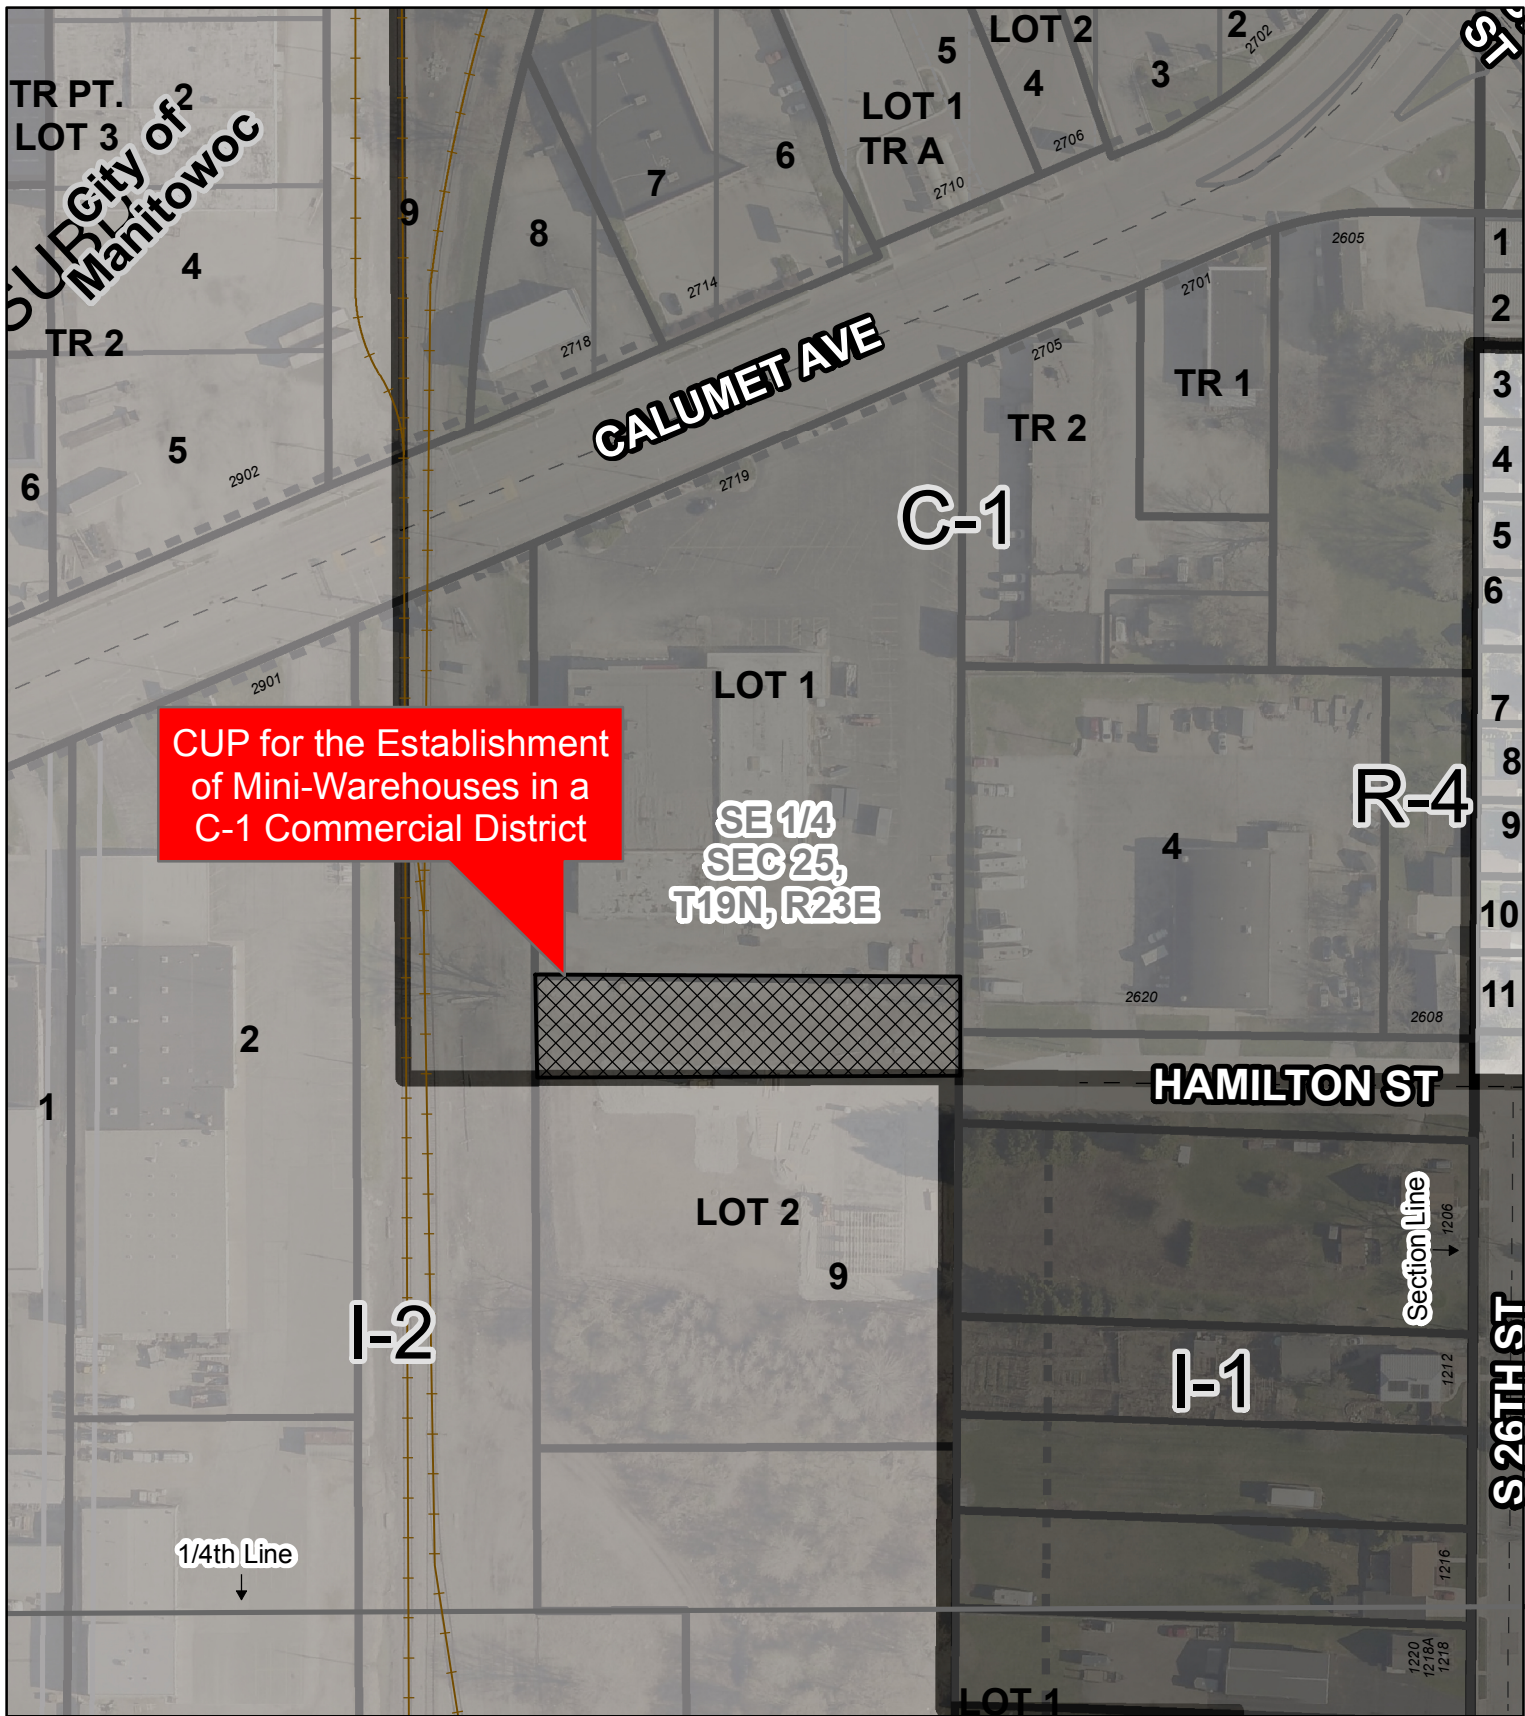 TR PT.
LOT 3
2
City of
Manitowoc
4
TR 2
5
6
2902
9
8
7
6
5
LOT 1
TR A
LOT 2
4
3
2
2702
2706
2710
2714
2718
ST
CALUMET AVE
2719
2705
2701
2605
TR 1
TR 2
C-1
1
2
3
4
5
6
7
8
9
10
11
2901
LOT 1
CUP for the Establishment
of Mini-Warehouses in a
C-1 Commercial District
SE 1/4
SEC 25,
T19N, R23E
R-4
4
2620
2608
HAMILTON ST
2
1
LOT 2
9
I-2
I-1
Section Line
1206
1212
S 26TH ST
1/4th Line
1216
1220
1218A
1218
LOT 1